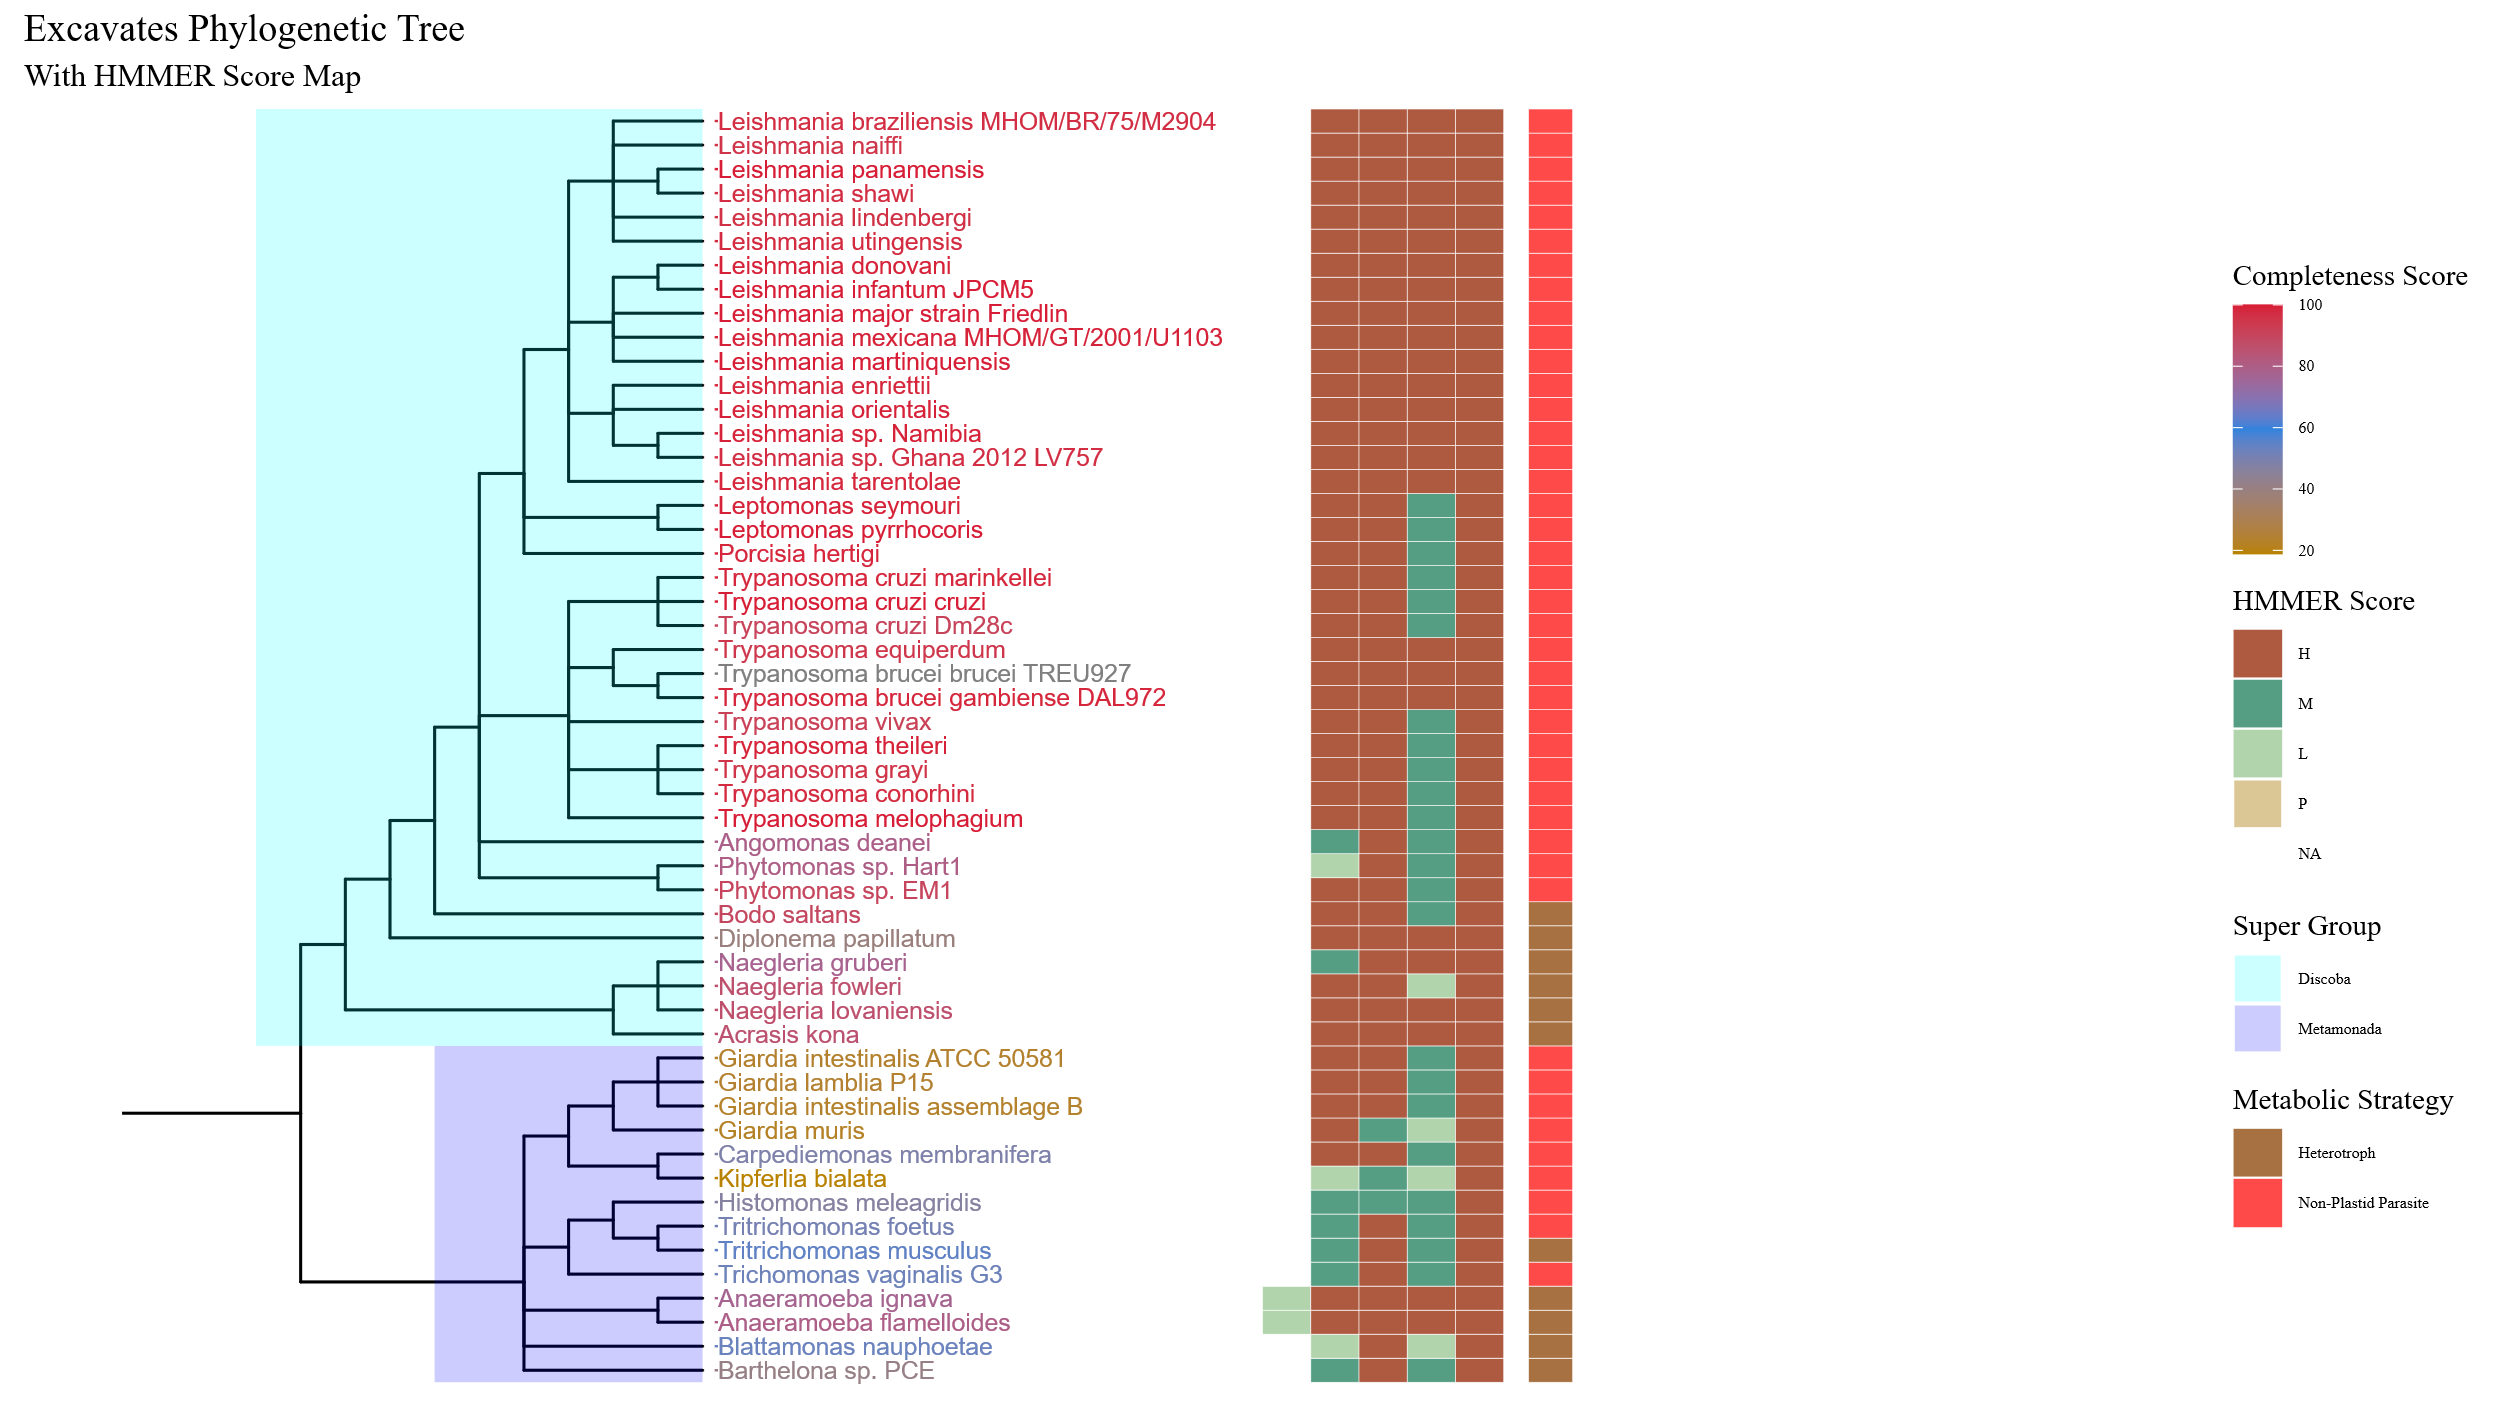 Excavates Phylogenetic Tree
With HMMER Score Map
Leishmania braziliensis MHOM/BR/75/M2904
Leishmania naiffi
Leishmania panamensis
Leishmania shawi
Leishmania lindenbergi
Leishmania utingensis
Leishmania donovani
Leishmania infantum JPCM5
Leishmania major strain Friedlin
Leishmania mexicana MHOM/GT/2001/U1103
Leishmania martiniquensis
Leishmania enriettii
Leishmania orientalis
Leishmania sp. Namibia
Leishmania sp. Ghana 2012 LV757
Leishmania tarentolae
Leptomonas seymouri
Leptomonas pyrrhocoris
Porcisia hertigi
Trypanosoma cruzi marinkellei
Trypanosoma cruzi cruzi
Trypanosoma cruzi Dm28c
Trypanosoma equiperdum
Trypanosoma brucei brucei TREU927
Trypanosoma brucei gambiense DAL972
Trypanosoma vivax
Trypanosoma theileri
Trypanosoma grayi
Trypanosoma conorhini
Trypanosoma melophagium
Angomonas deanei
Phytomonas sp. Hart1
Phytomonas sp. EM1
Bodo saltans
Diplonema papillatum
Naegleria gruberi
Naegleria fowleri
Naegleria lovaniensis
Acrasis kona
Giardia intestinalis ATCC 50581
Giardia lamblia P15
Giardia intestinalis assemblage B
Giardia muris
Carpediemonas membranifera
Kipferlia bialata
Histomonas meleagridis
Tritrichomonas foetus
Tritrichomonas musculus
Trichomonas vaginalis G3
Anaeramoeba ignava
Anaeramoeba flamelloides
Blattamonas nauphoetae
Barthelona sp. PCE
Completeness Score
100
80
60
40
20
HMMER Score
H
M
L
P
NA
Super Group
Discoba
Metamonada
Metabolic Strategy
Heterotroph
Non-Plastid Parasite